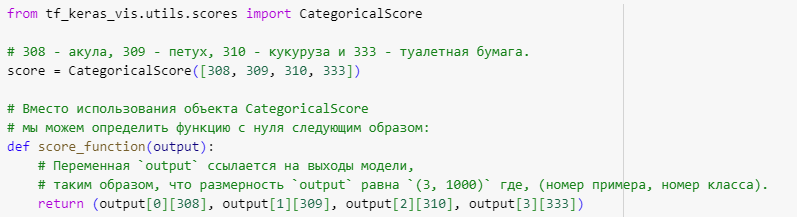 from tf_keras_vis.utils.scores import CategoricalScore
# 308 - акула, 309 - петух, 310 - кукуруза и 333 - туалетная бумага.
score = CategoricalScore([308, 309, 310, 333])
# Вместо использования объекта CategoricalScore
# мы можем определить функцию с нуля следующим образом:
def score_function(output):
# Переменная `output` ссылается на выходы модели,
# таким образом, что размерность `output` равна `(3, 1000)` где, (номер примера, номер класса).
return (output[0][308], output[1][309], output[2][310], output[3][333])